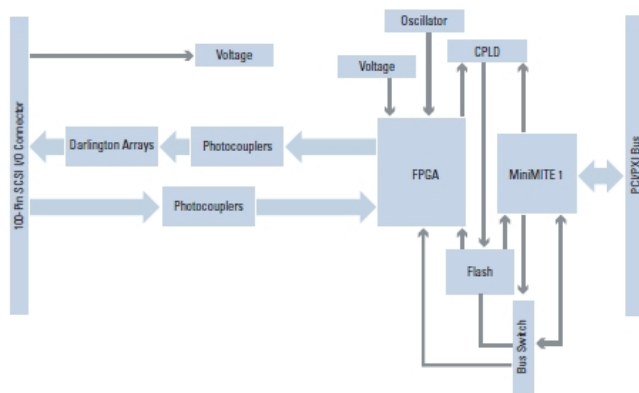 Oscillator
CPLD
Voltage
Voltage
100-Pin SCSI I/O Connector
Darlington Arrays
Photocouplers
FPGA
MiniMITE 1
PCI/PXI Bus
Photocouplers
Flash
Bus Switch